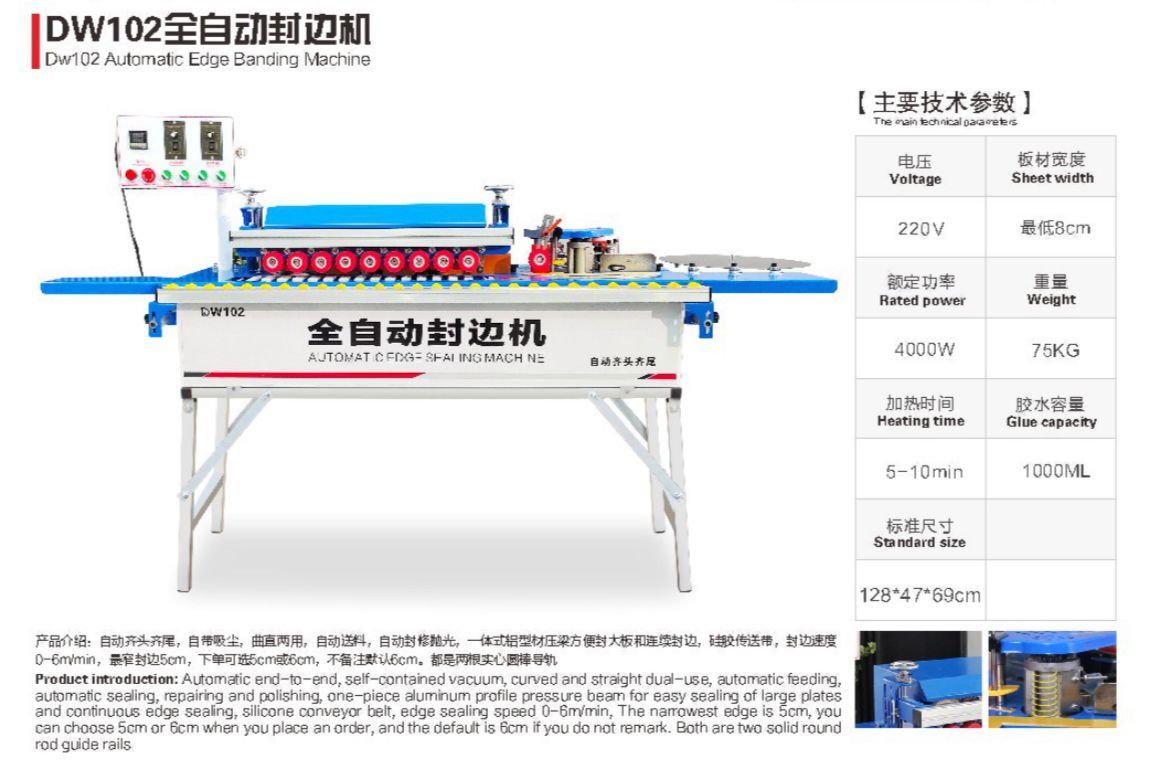 DW102全自动封边机
Dw102 Automatic Edge Banding Machine
【 主要技术参数 】
The main technical parameters
电压 板材宽度
Voltage Sheet width
220V 最低8cm
额定功率 重量
Rated power Weight
4000W 75KG
加热时间 胶水容量
Heating time Glue capacity
5-10min 1000ML
标准尺寸
Standard size
128*47*69cm
DW102
全自动封边机
AUTOMATIC EDGE SEALING MACHINE
自动齐头齐尾
产品介绍：自动齐头齐尾，自带吸尘，曲直两用，自动送料，自动封修抛光，一体式铝型材压梁方便封大板和连续封边，硅胶传送带，封边速度
0-6m/min，最窄封边5cm，下单可选5cm或6cm，不备注默认6cm。都是两根实心圆棒导轨
Product introduction: Automatic end-to-end, self-contained vacuum, curved and straight dual-use, automatic feeding,
automatic sealing, repairing and polishing, one-piece aluminum profile pressure beam for easy sealing of large plates
and continuous edge sealing, silicone conveyor belt, edge sealing speed 0-6m/min, The narrowest edge is 5cm, you
can choose 5cm or 6cm when you place an order, and the default is 6cm if you do not remark. Both are two solid round
rod guide rails